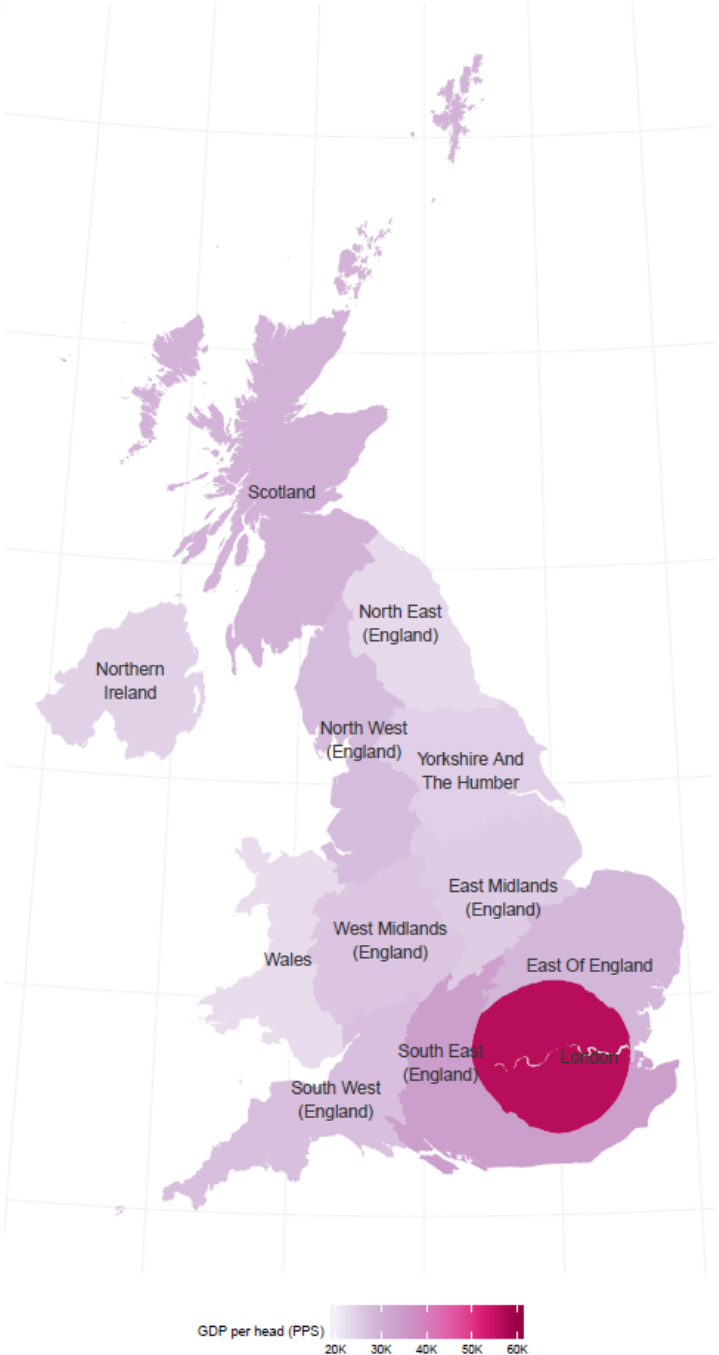 Scotland
North East
(England)
Northern
Ireland
North West
(England)
Yorkshire And
The Humber
East Midlands
(England)
West Midlands
(England)
Wales
East Of England
South East
(England)
London
South West
(England)
GDP per head (PPS)
20K 30K 40K 50K 60K